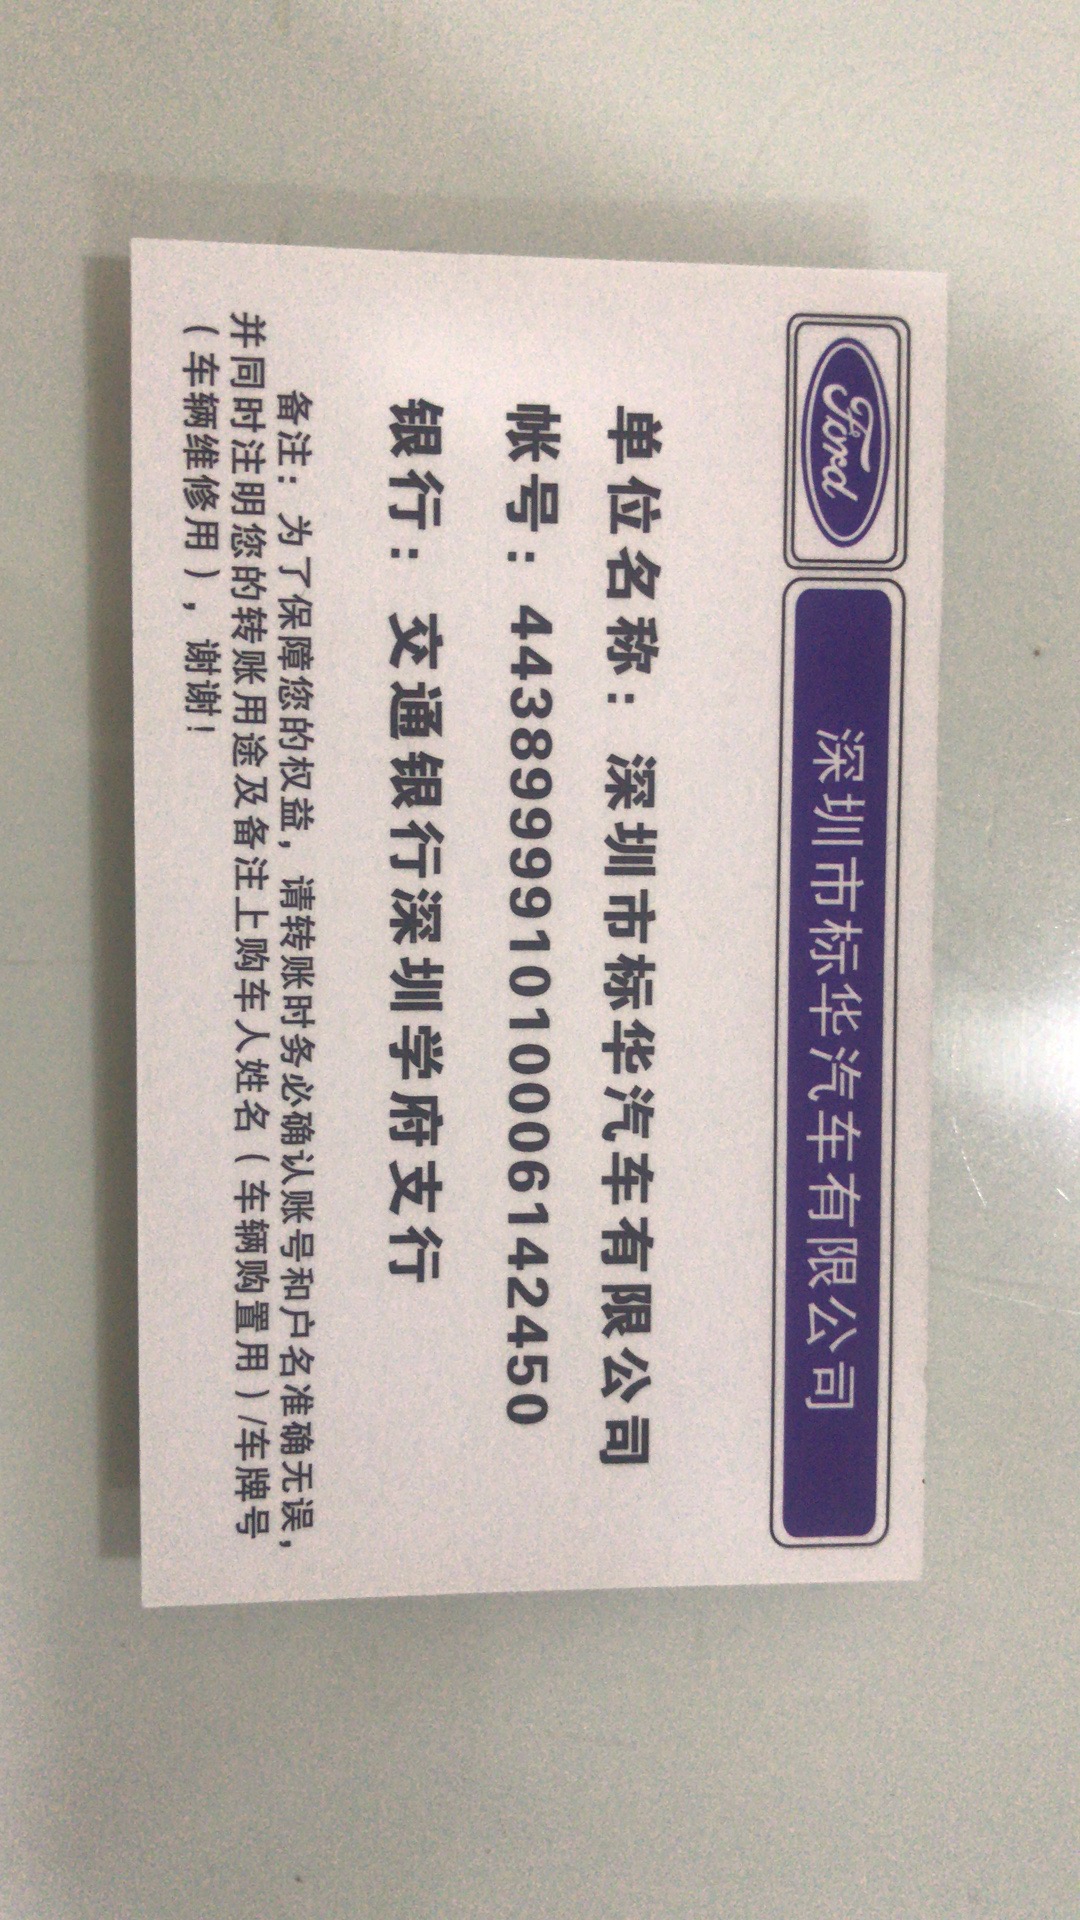 Ford
深圳市标华汽车有限公司
单位名称：深圳市标华汽车有限公司
帐号：443899991010006142450
银行：交通银行深圳学府支行
备注：为了保障您的权益，请转账时务必确认账号和户名准确无误，
并同时注明您的转账用途及备注上购车人姓名（车辆购置用）/车牌号
（车辆维修用），谢谢！